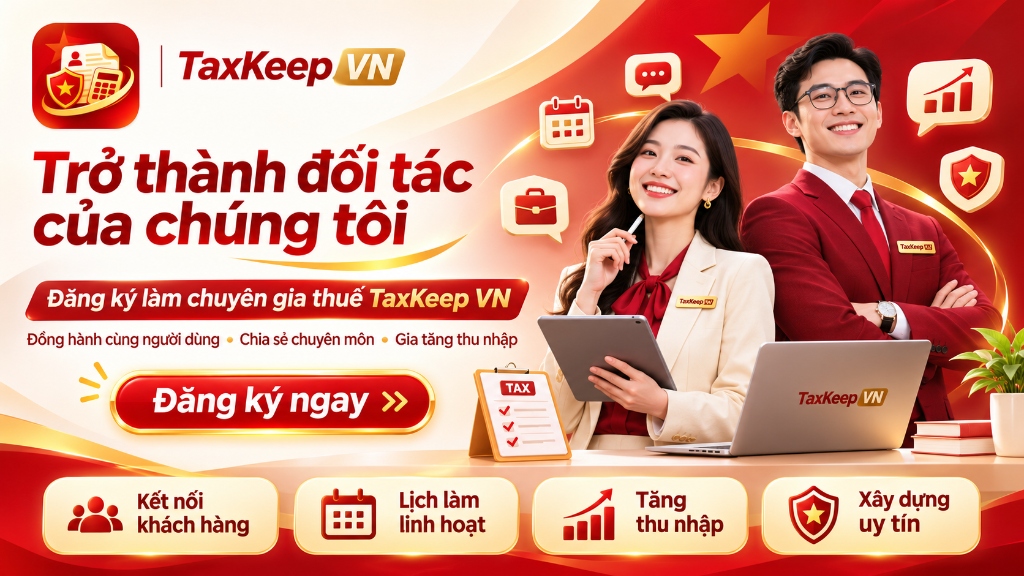 TaxKeep VN
Trở thành đối tác
của chúng tôi
Đăng ký làm chuyên gia thuế TaxKeep VN
Đồng hành cùng người dùng • Chia sẻ chuyên môn • Gia tăng thu nhập
Đăng ký ngay »
TAX
TaxKeep VN
TaxKeep VN
TaxKeep VN
Kết nối
khách hàng
Lịch làm
linh hoạt
Tăng
thu nhập
Xây dựng
uy tín